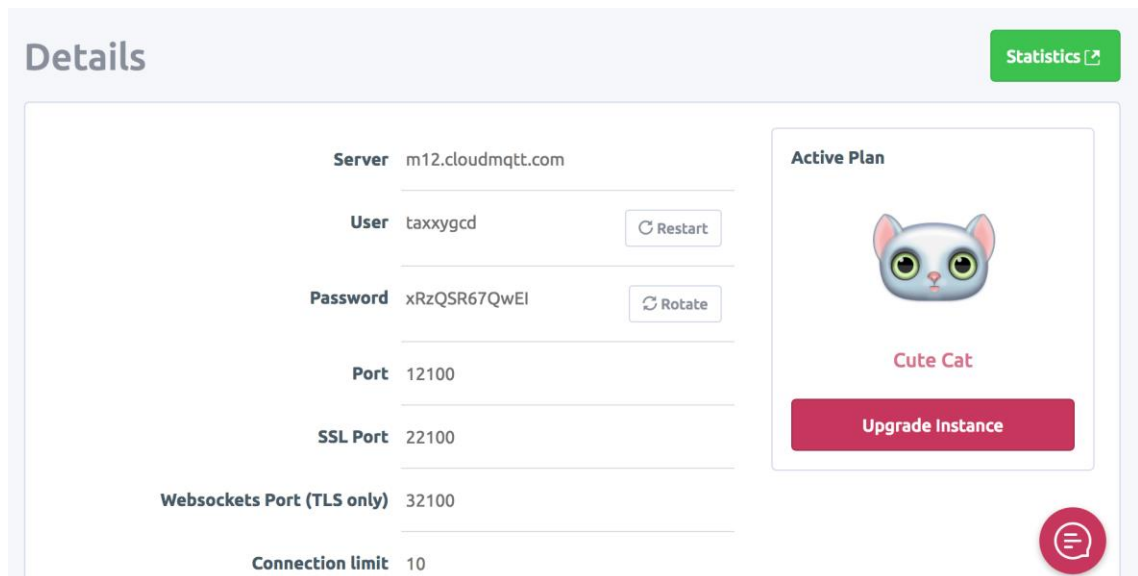 Details
Statistics
Server m12.cloudmqtt.com
User taxxygcd
Restart
Password xRzQSR67QwEI
Rotate
Port 12100
SSL Port 22100
Websockets Port (TLS only) 32100
Connection limit 10
Active Plan
Cute Cat
Upgrade Instance